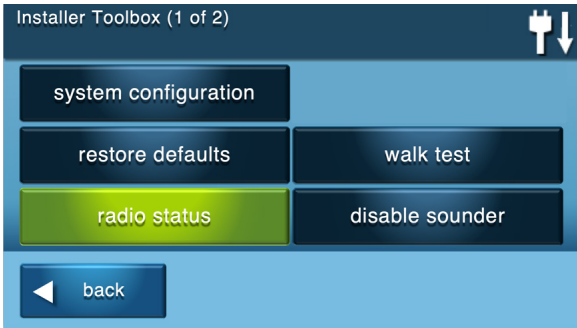 Installer Toolbox (1 of 2)
system configuration
restore defaults
walk test
radio status
disable sounder
back